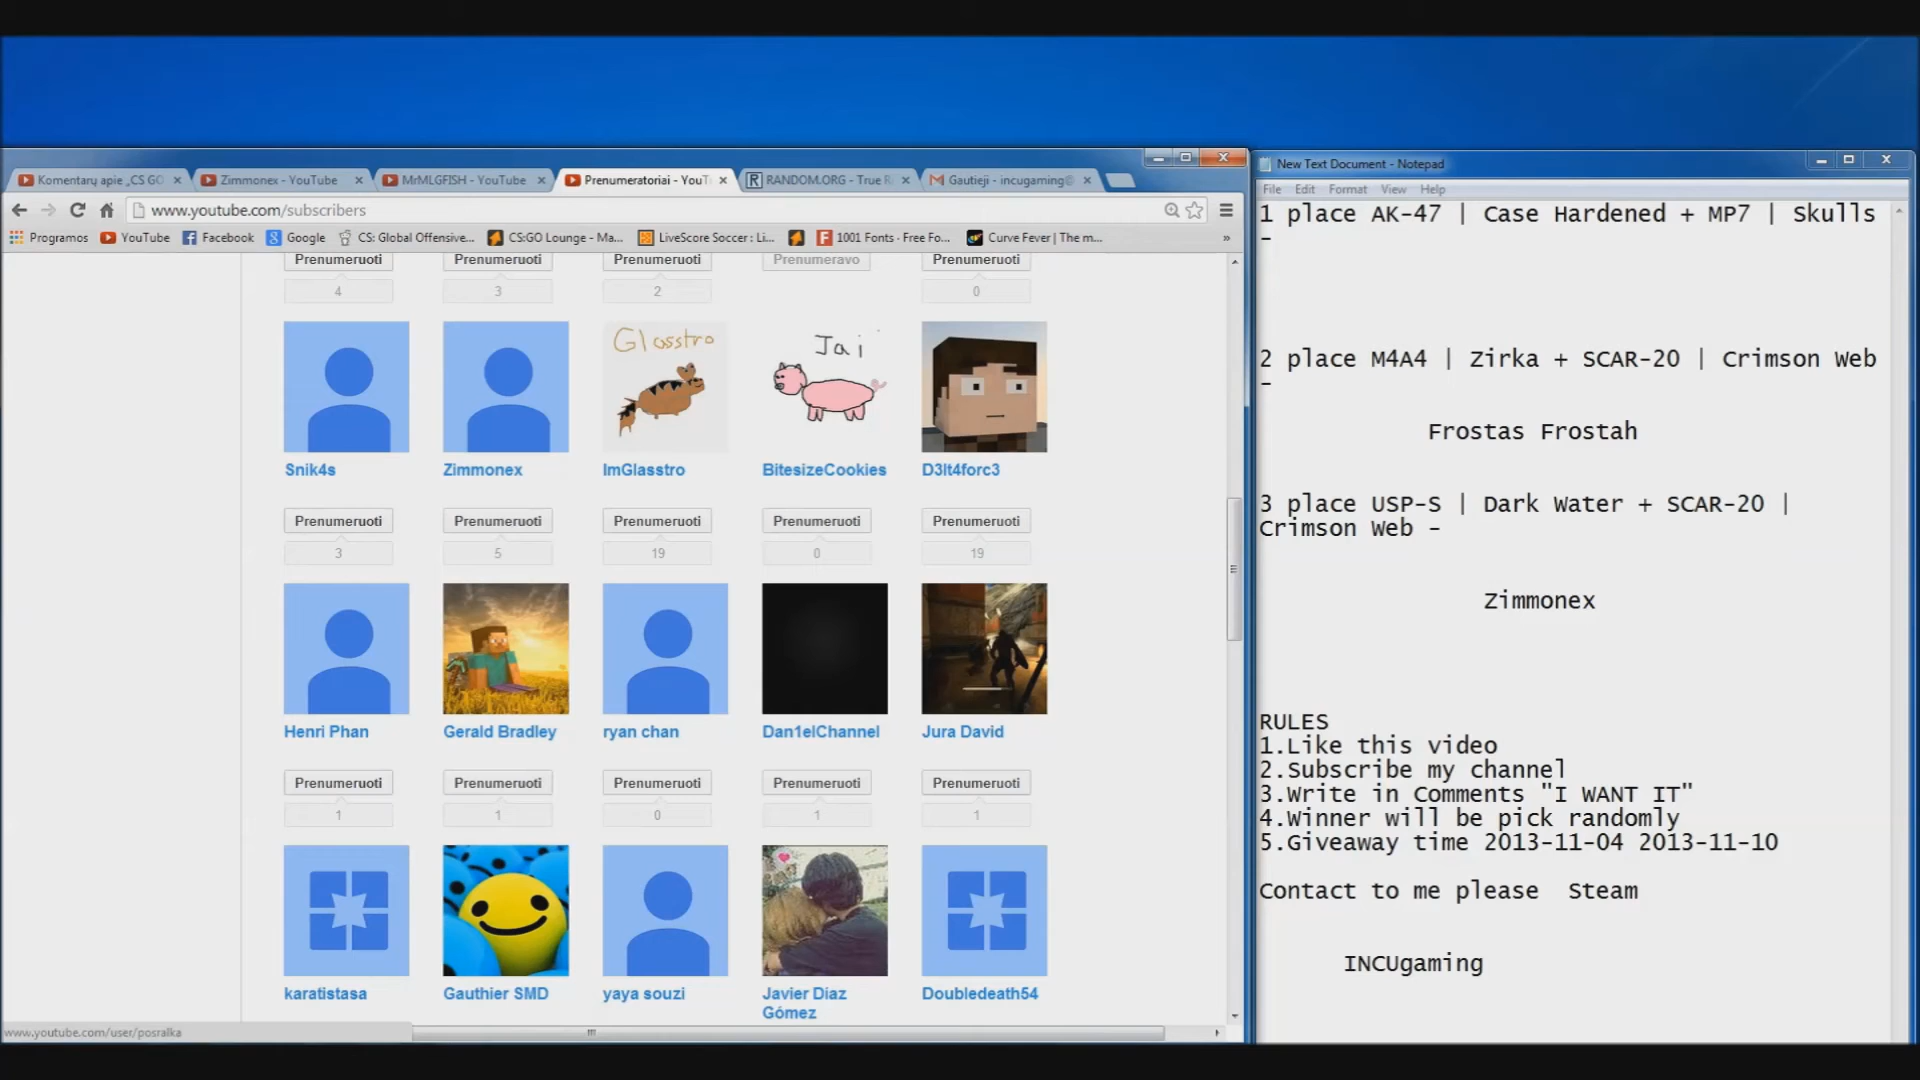 Komentarų apie „CS GO
Zimmonex - YouTube
MrMLGFISH - YouTube
Prenumeratoriai - YouT
RANDOM.ORG - True R
Gautieji - incugaming@
www.youtube.com/subscribers
Programos
YouTube
Facebook
Google
CS: Global Offensive...
CS:GO Lounge - Ma...
LiveScore Soccer : Li...
1001 Fonts - Free Fo...
Curve Fever | The m...
»
Prenumeruoti
Prenumeruoti
Prenumeruoti
Prenumeravo
Prenumeruoti
4
3
2
0
Glasstro
Jai
Snik4s
Zimmonex
ImGlasstro
BitesizeCookies
D3lt4forc3
Prenumeruoti
Prenumeruoti
Prenumeruoti
Prenumeruoti
Prenumeruoti
3
5
19
0
19
Henri Phan
Gerald Bradley
ryan chan
Dan1elChannel
Jura David
Prenumeruoti
Prenumeruoti
Prenumeruoti
Prenumeruoti
Prenumeruoti
1
1
0
1
1
karatistasa
Gauthier SMD
yaya souzi
Javier Diaz
Gómez
Doubledeath54
www.youtube.com/user/posralka
New Text Document - Notepad
File Edit Format View Help
1 place AK-47 | Case Hardened + MP7 | Skulls
-
2 place M4A4 | Zirka + SCAR-20 | Crimson Web
-
Frostas Frostah
3 place USP-S | Dark Water + SCAR-20 |
Crimson Web -
Zimmonex
RULES
1.Like this video
2.Subscribe my channel
3.Write in Comments "I WANT IT"
4.Winner will be pick randomly
5.Giveaway time 2013-11-04 2013-11-10
Contact to me please  Steam
INCUgaming